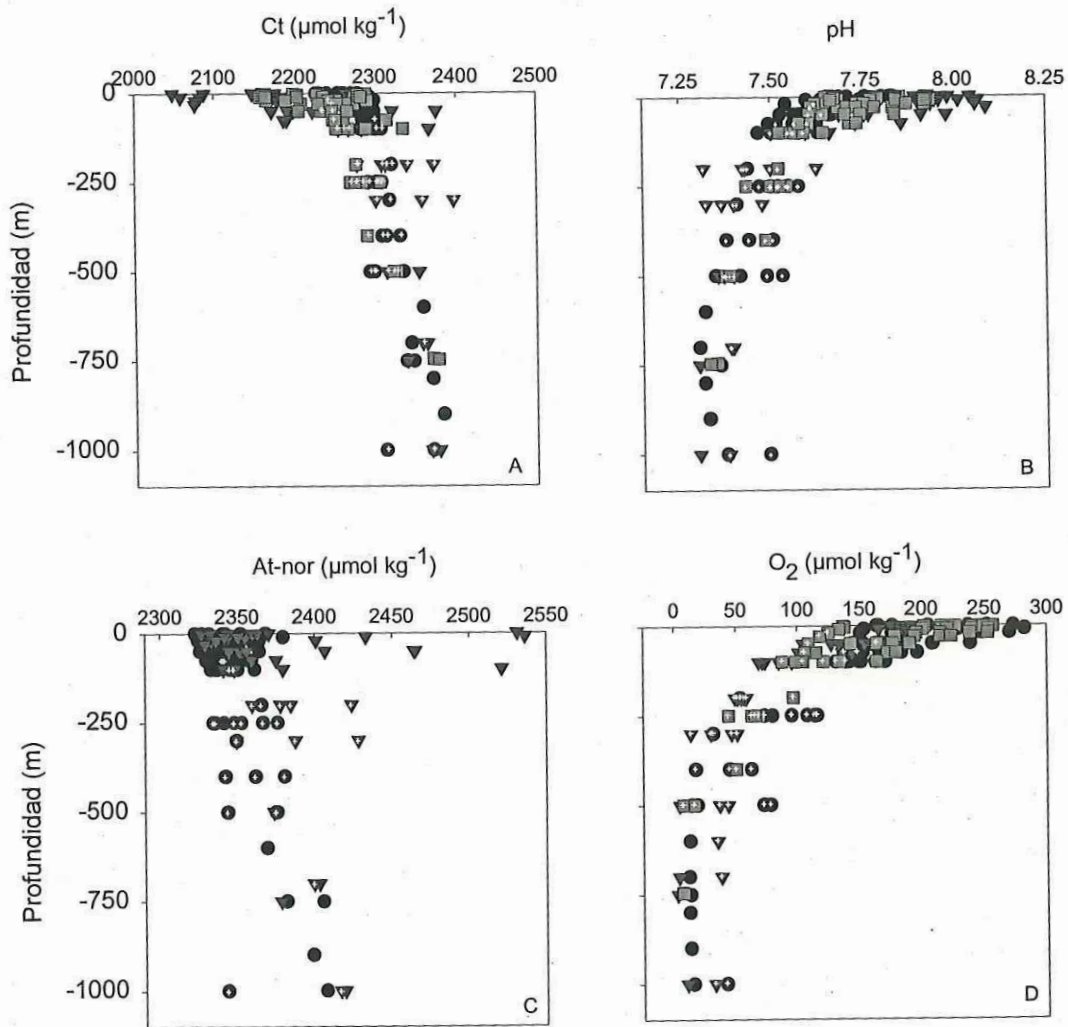 Ct (µmol kg⁻¹)
2000 2100 2200 2300 2400 2500
0
-250
-500
-750
-1000
Profundidad (m)
A
pH
7.25 7.50 7.75 8.00 8.25
B
At-nor (µmol kg⁻¹)
2300 2350 2400 2450 2500 2550
0
-250
-500
-750
-1000
Profundidad (m)
C
O₂ (µmol kg⁻¹)
0 50 100 150 200 250 300
D